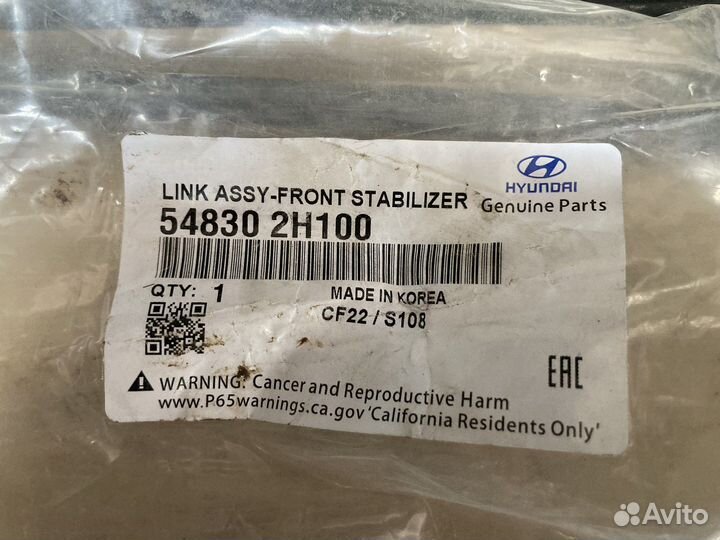 LINK ASSY-FRONT STABILIZER
54830 2H100
HYUNDAI
Genuine Parts
QTY: 1
MADE IN KOREA
CF22 / S108
EAC
WARNING: Cancer and Reproductive Harm
www.P65warnings.ca.gov 'California Residents Only'
Avito